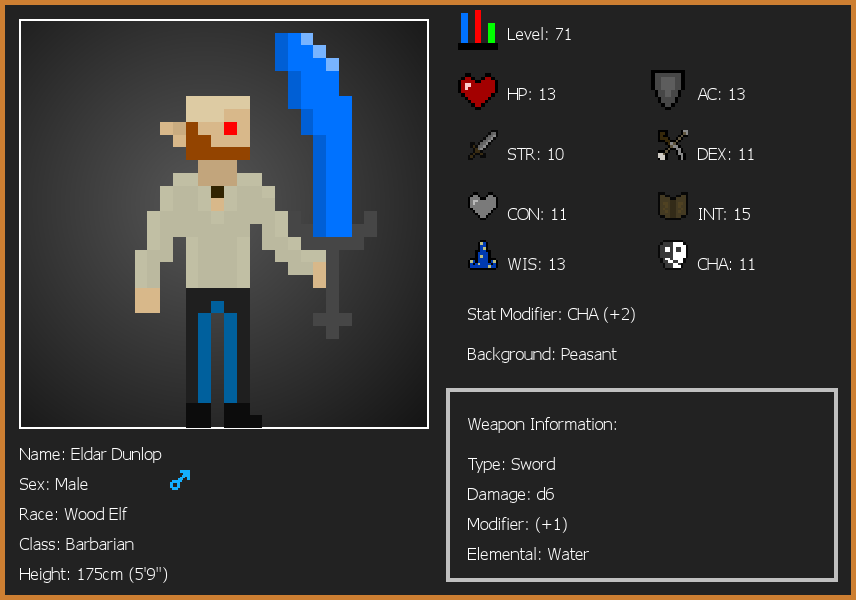 Level: 71
HP: 13
AC: 13
STR: 10
DEX: 11
CON: 11
INT: 15
WIS: 13
CHA: 11
Stat Modifier: CHA (+2)
Background: Peasant
Weapon Information:
Type: Sword
Damage: d6
Modifier: (+1)
Elemental: Water
Name: Eldar Dunlop
Sex: Male
Race: Wood Elf
Class: Barbarian
Height: 175cm (5'9")